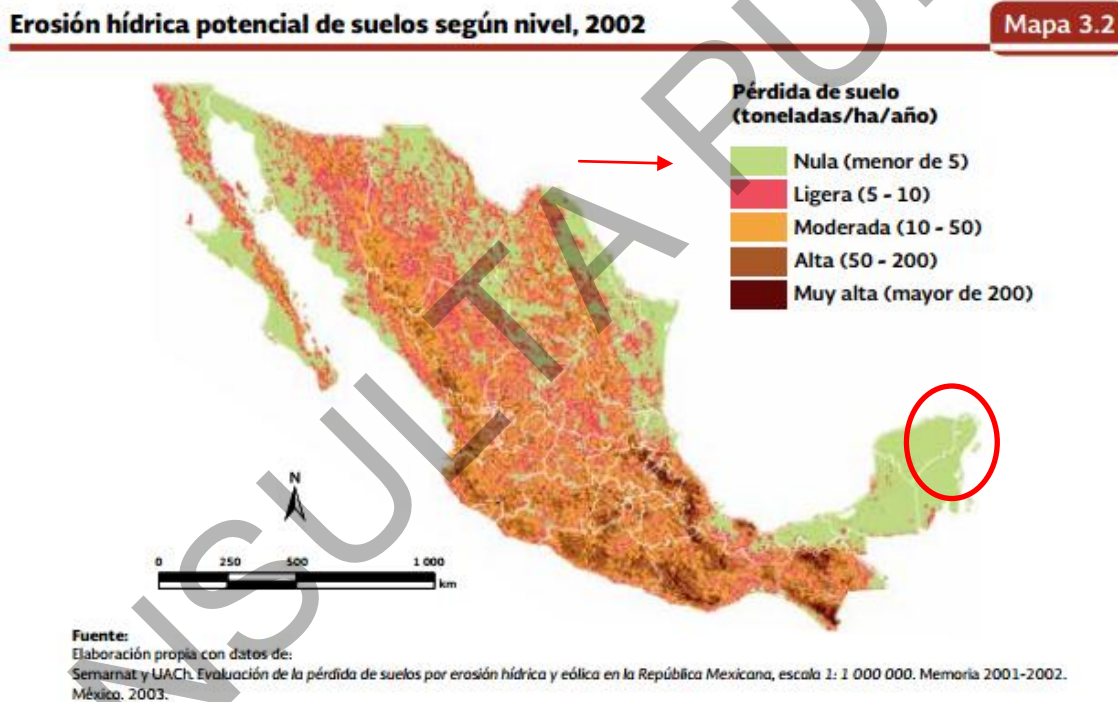 Erosión hídrica potencial de suelos según nivel, 2002
Mapa 3.2
Pérdida de suelo
(toneladas/ha/año)
Nula (menor de 5)
Ligera (5 - 10)
Moderada (10 - 50)
Alta (50 - 200)
Muy alta (mayor de 200)
N
0 250 500 1 000
km
Fuente:
Elaboración propia con datos de:
Semarnat y UACh. Evaluación de la pérdida de suelos por erosión hídrica y eólica en la República Mexicana, escala 1: 1 000 000. Memoria 2001-2002.
México. 2003.
NSULTA PU